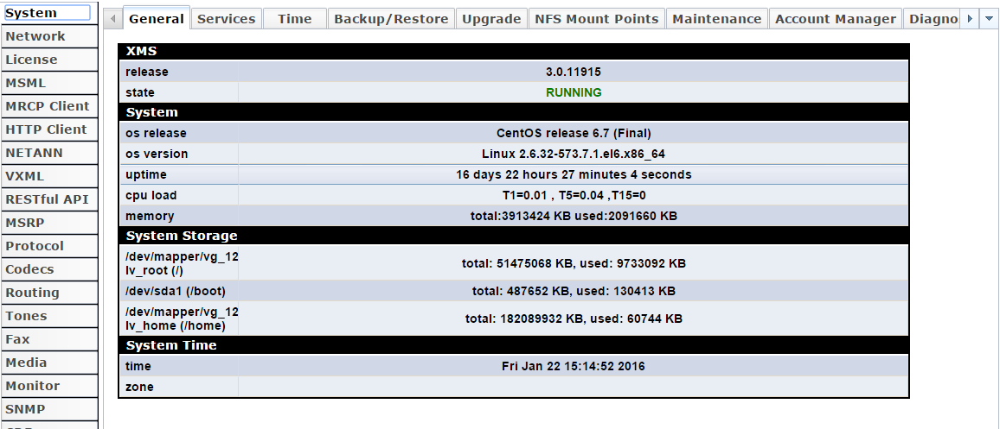 System
Network
License
MSML
MRCP Client
HTTP Client
NETANN
VXML
RESTful API
MSRP
Protocol
Codecs
Routing
Tones
Fax
Media
Monitor
SNMP
General Services Time Backup/Restore Upgrade NFS Mount Points Maintenance Account Manager Diagno
XMS
release 3.0.11915
state RUNNING
System
os release CentOS release 6.7 (Final)
os version Linux 2.6.32-573.7.1.el6.x86_64
uptime 16 days 22 hours 27 minutes 4 seconds
cpu load T1=0.01 , T5=0.04 ,T15=0
memory total:3913424 KB used:2091660 KB
System Storage
/dev/mapper/vg_12
lv_root (/) total: 51475068 KB, used: 9733092 KB
/dev/sda1 (/boot) total: 487652 KB, used: 130413 KB
/dev/mapper/vg_12
lv_home (/home) total: 182089932 KB, used: 60744 KB
System Time
time Fri Jan 22 15:14:52 2016
zone